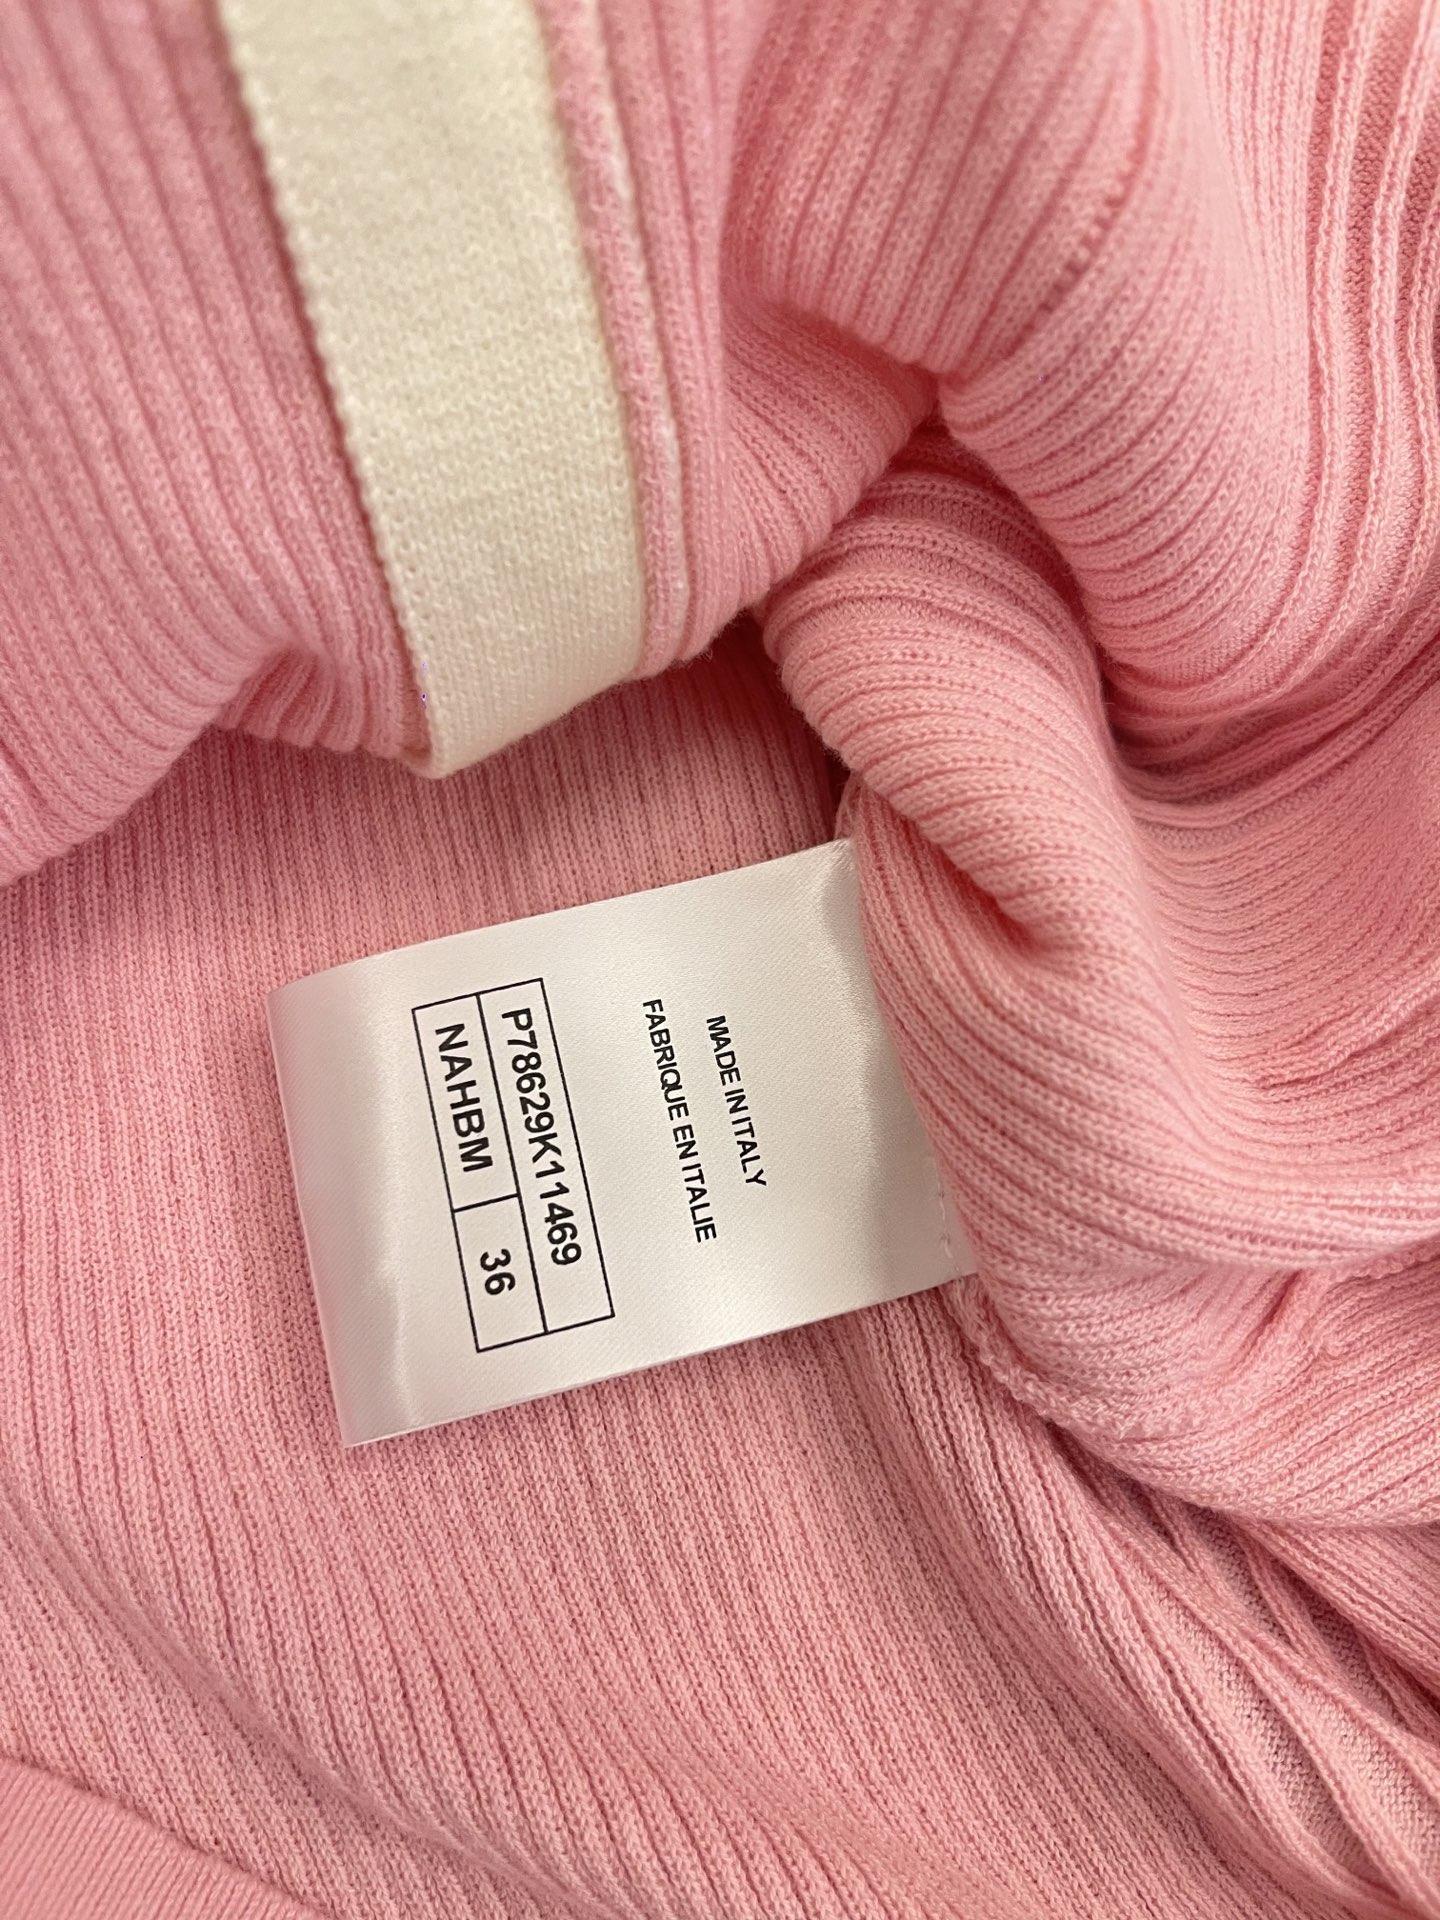 MADE IN ITALY
FABRIQUE EN ITALIE
P78629K11469
NAHBM 36